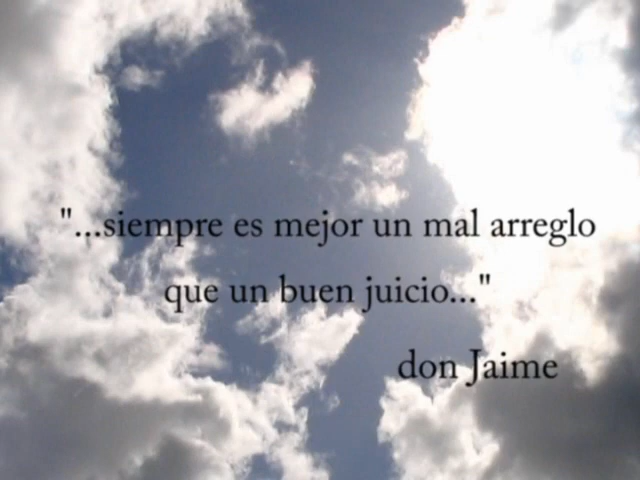 "...siempre es mejor un mal arreglo
que un buen juicio..."
don Jaime